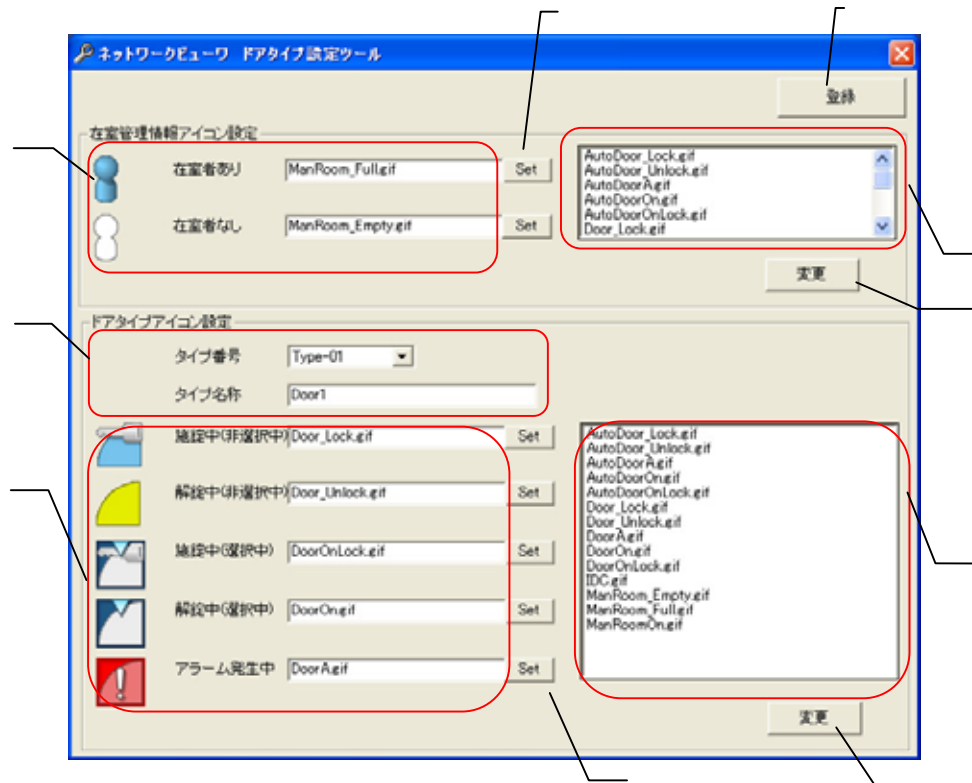 ネットワークビューワ ドアタイプ設定ツール
登録
在室管理情報アイコン設定
在室者あり ManRoom_Full.gif Set
在室者なし ManRoom_Empty.gif Set
AutoDoor_Lock.gif
AutoDoor_Unlock.gif
AutoDoorA.gif
AutoDoorOn.gif
AutoDoorOnLock.gif
Door_Lock.gif
変更
ドアタイプアイコン設定
タイプ番号 Type-01
タイプ名称 Door1
施錠中(非選択中) Door_Lock.gif Set
解錠中(非選択中) Door_Unlock.gif Set
施錠中(選択中) DoorOnLock.gif Set
解錠中(選択中) DoorOn.gif Set
アラーム発生中 DoorA.gif Set
AutoDoor_Lock.gif
AutoDoor_Unlock.gif
AutoDoorA.gif
AutoDoorOn.gif
AutoDoorOnLock.gif
Door_Lock.gif
Door_Unlock.gif
DoorA.gif
DoorOn.gif
DoorOnLock.gif
IDC.gif
ManRoom_Empty.gif
ManRoom_Full.gif
ManRoomOn.gif
変更